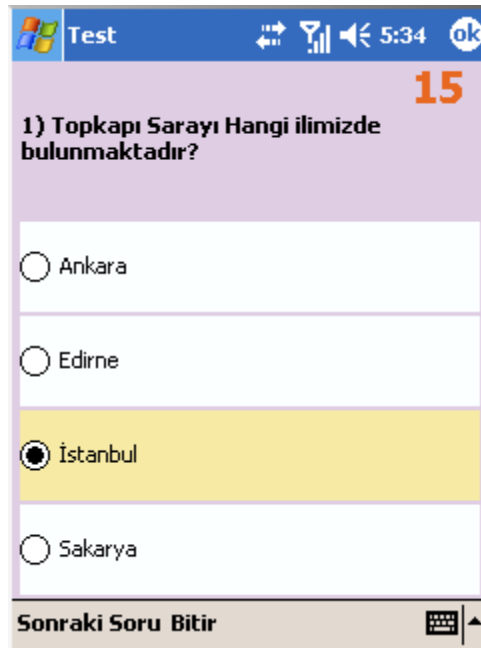 Test 5:34 ok
15
1) Topkapı Sarayı Hangi ilimizde
bulunmaktadır?
Ankara
Edirne
İstanbul
Sakarya
Sonraki Soru Bitir